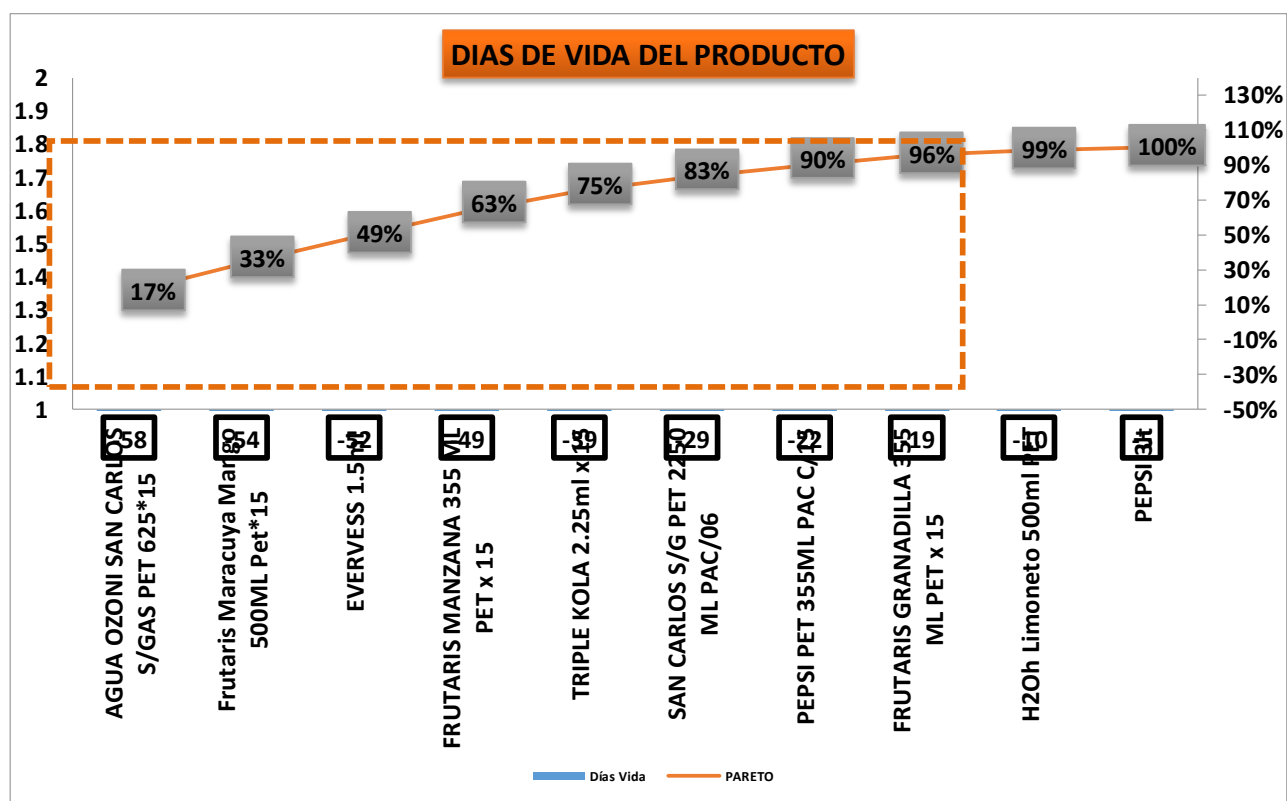 DIAS DE VIDA DEL PRODUCTO
2
1.9
1.8
1.7
1.6
1.5
1.4
1.3
1.2
1.1
1
130%
110%
90%
70%
50%
30%
10%
-10%
-30%
-50%
17%
33%
49%
63%
75%
83%
90%
96%
99%
100%
-58
-54
-52
-49
-39
-29
-22
-19
-10
AGUA OZONI SAN CARLOS
S/GAS PET 625*15
Frutaris Maracuya Mango
500ML Pet*15
EVERVESS 1.5
FRUTARIS MANZANA 355 ML
PET x 15
TRIPLE KOLA 2.25ml x
SAN CARLOS S/G PET 2250
ML PAC/06
PEPSI PET 355ML PAC C/15
FRUTARIS GRANADILLA 355
ML PET x 15
H2Oh Limoneto 500ml PET
PEPSI 3lt
Días Vida
PARETO